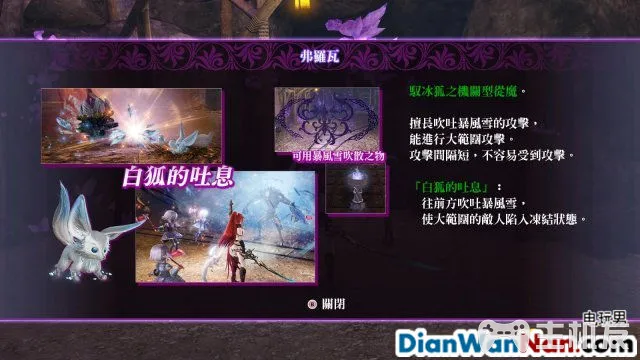 弗羅瓦
馭冰狐之機關型從魔。
擅長吹吐暴風雪的攻擊，
能進行大範圍攻擊。
攻擊間隔短，不容易受到攻擊。
可用暴風雪吹散之物
白狐的吐息
「白狐的吐息」：
往前方吹吐暴風雪，
使大範圍的敵人陷入凍結狀態。
關閉
电玩男
DianWanNan.com